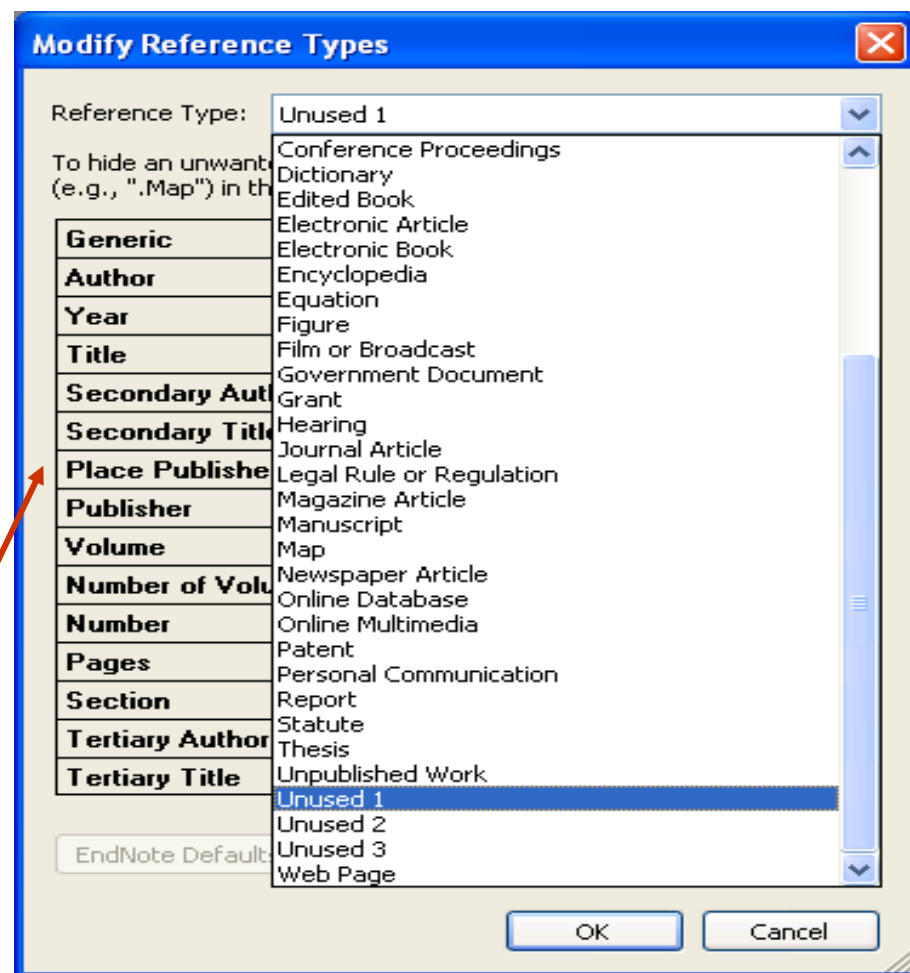 Modify Reference Types
Reference Type: Unused 1
To hide an unwant
(e.g., ".Map") in th
Conference Proceedings
Dictionary
Edited Book
Electronic Article
Electronic Book
Encyclopedia
Equation
Figure
Film or Broadcast
Government Document
Grant
Hearing
Journal Article
Legal Rule or Regulation
Magazine Article
Manuscript
Map
Newspaper Article
Online Database
Online Multimedia
Patent
Personal Communication
Report
Statute
Thesis
Unpublished Work
Unused 1
Unused 2
Unused 3
Web Page
Generic
Author
Year
Title
Secondary Auth
Secondary Title
Place Publishe
Publisher
Volume
Number of Volu
Number
Pages
Section
Tertiary Author
Tertiary Title
EndNote Defaults
OK Cancel